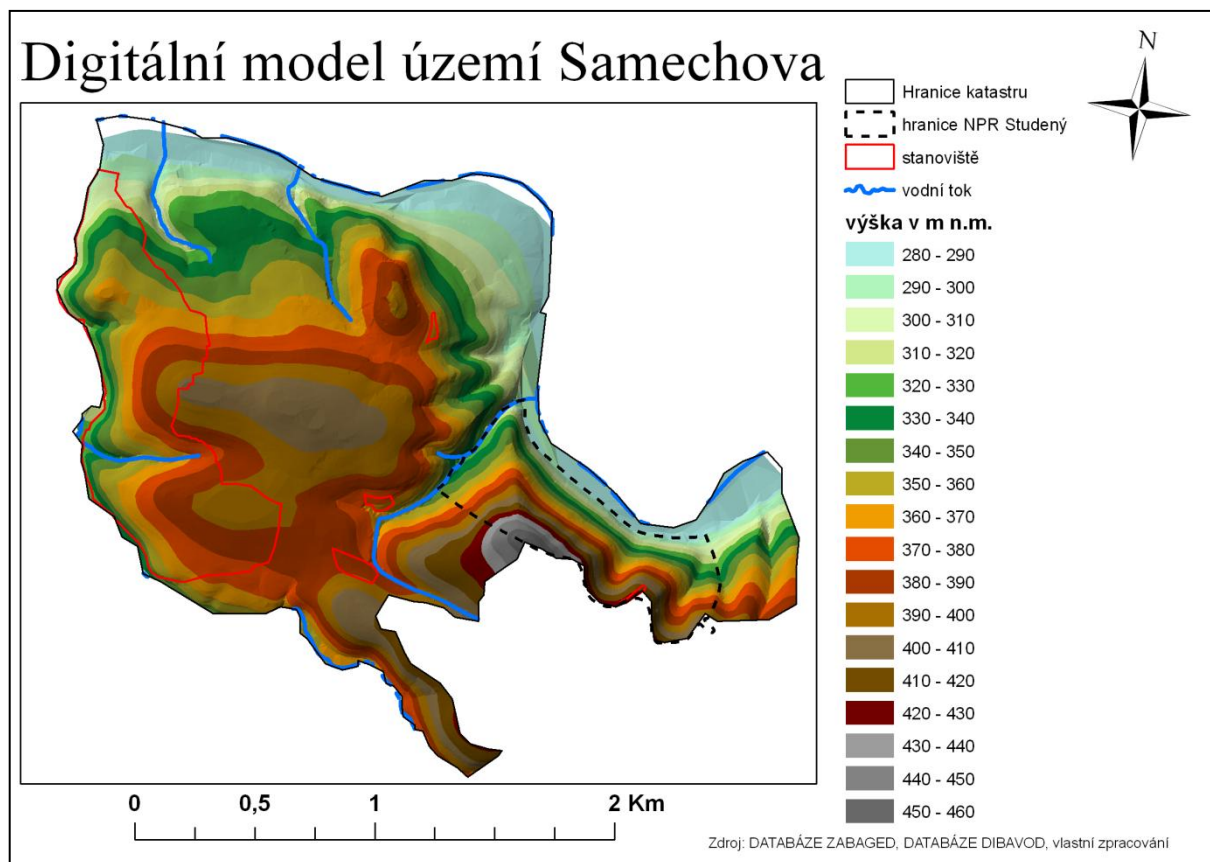 Digitální model území Samechova
N
Hranice katastru
hranice NPR Studený
stanoviště
vodní tok
výška v m n.m.
280 - 290
290 - 300
300 - 310
310 - 320
320 - 330
330 - 340
340 - 350
350 - 360
360 - 370
370 - 380
380 - 390
390 - 400
400 - 410
410 - 420
420 - 430
430 - 440
440 - 450
450 - 460
0 0,5 1 2 Km
Zdroj: DATABÁZE ZABAGED, DATABÁZE DIBAVOD, vlastní zpracování